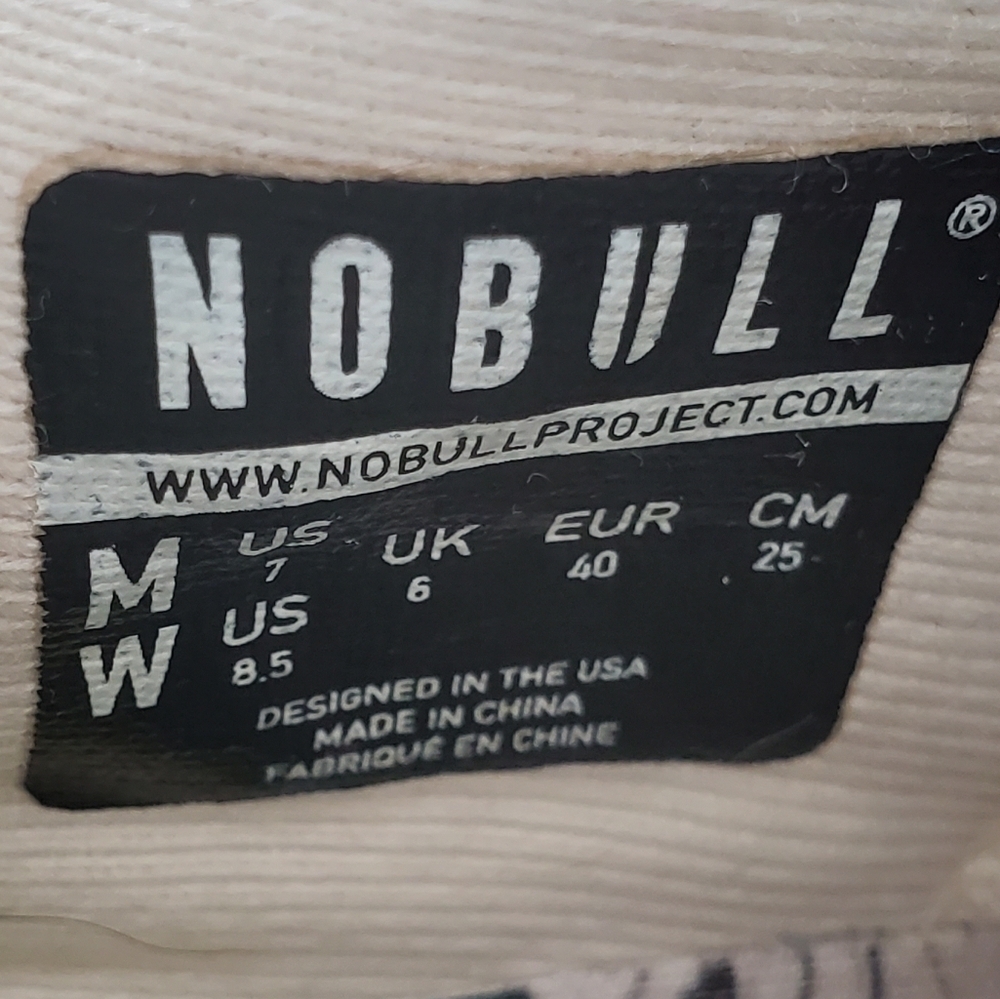 NOBULL®
WWW.NOBULLPROJECT.COM
M US UK EUR CM
7 6 40 25
W US
8.5
DESIGNED IN THE USA
MADE IN CHINA
FABRIQUÉ EN CHINE